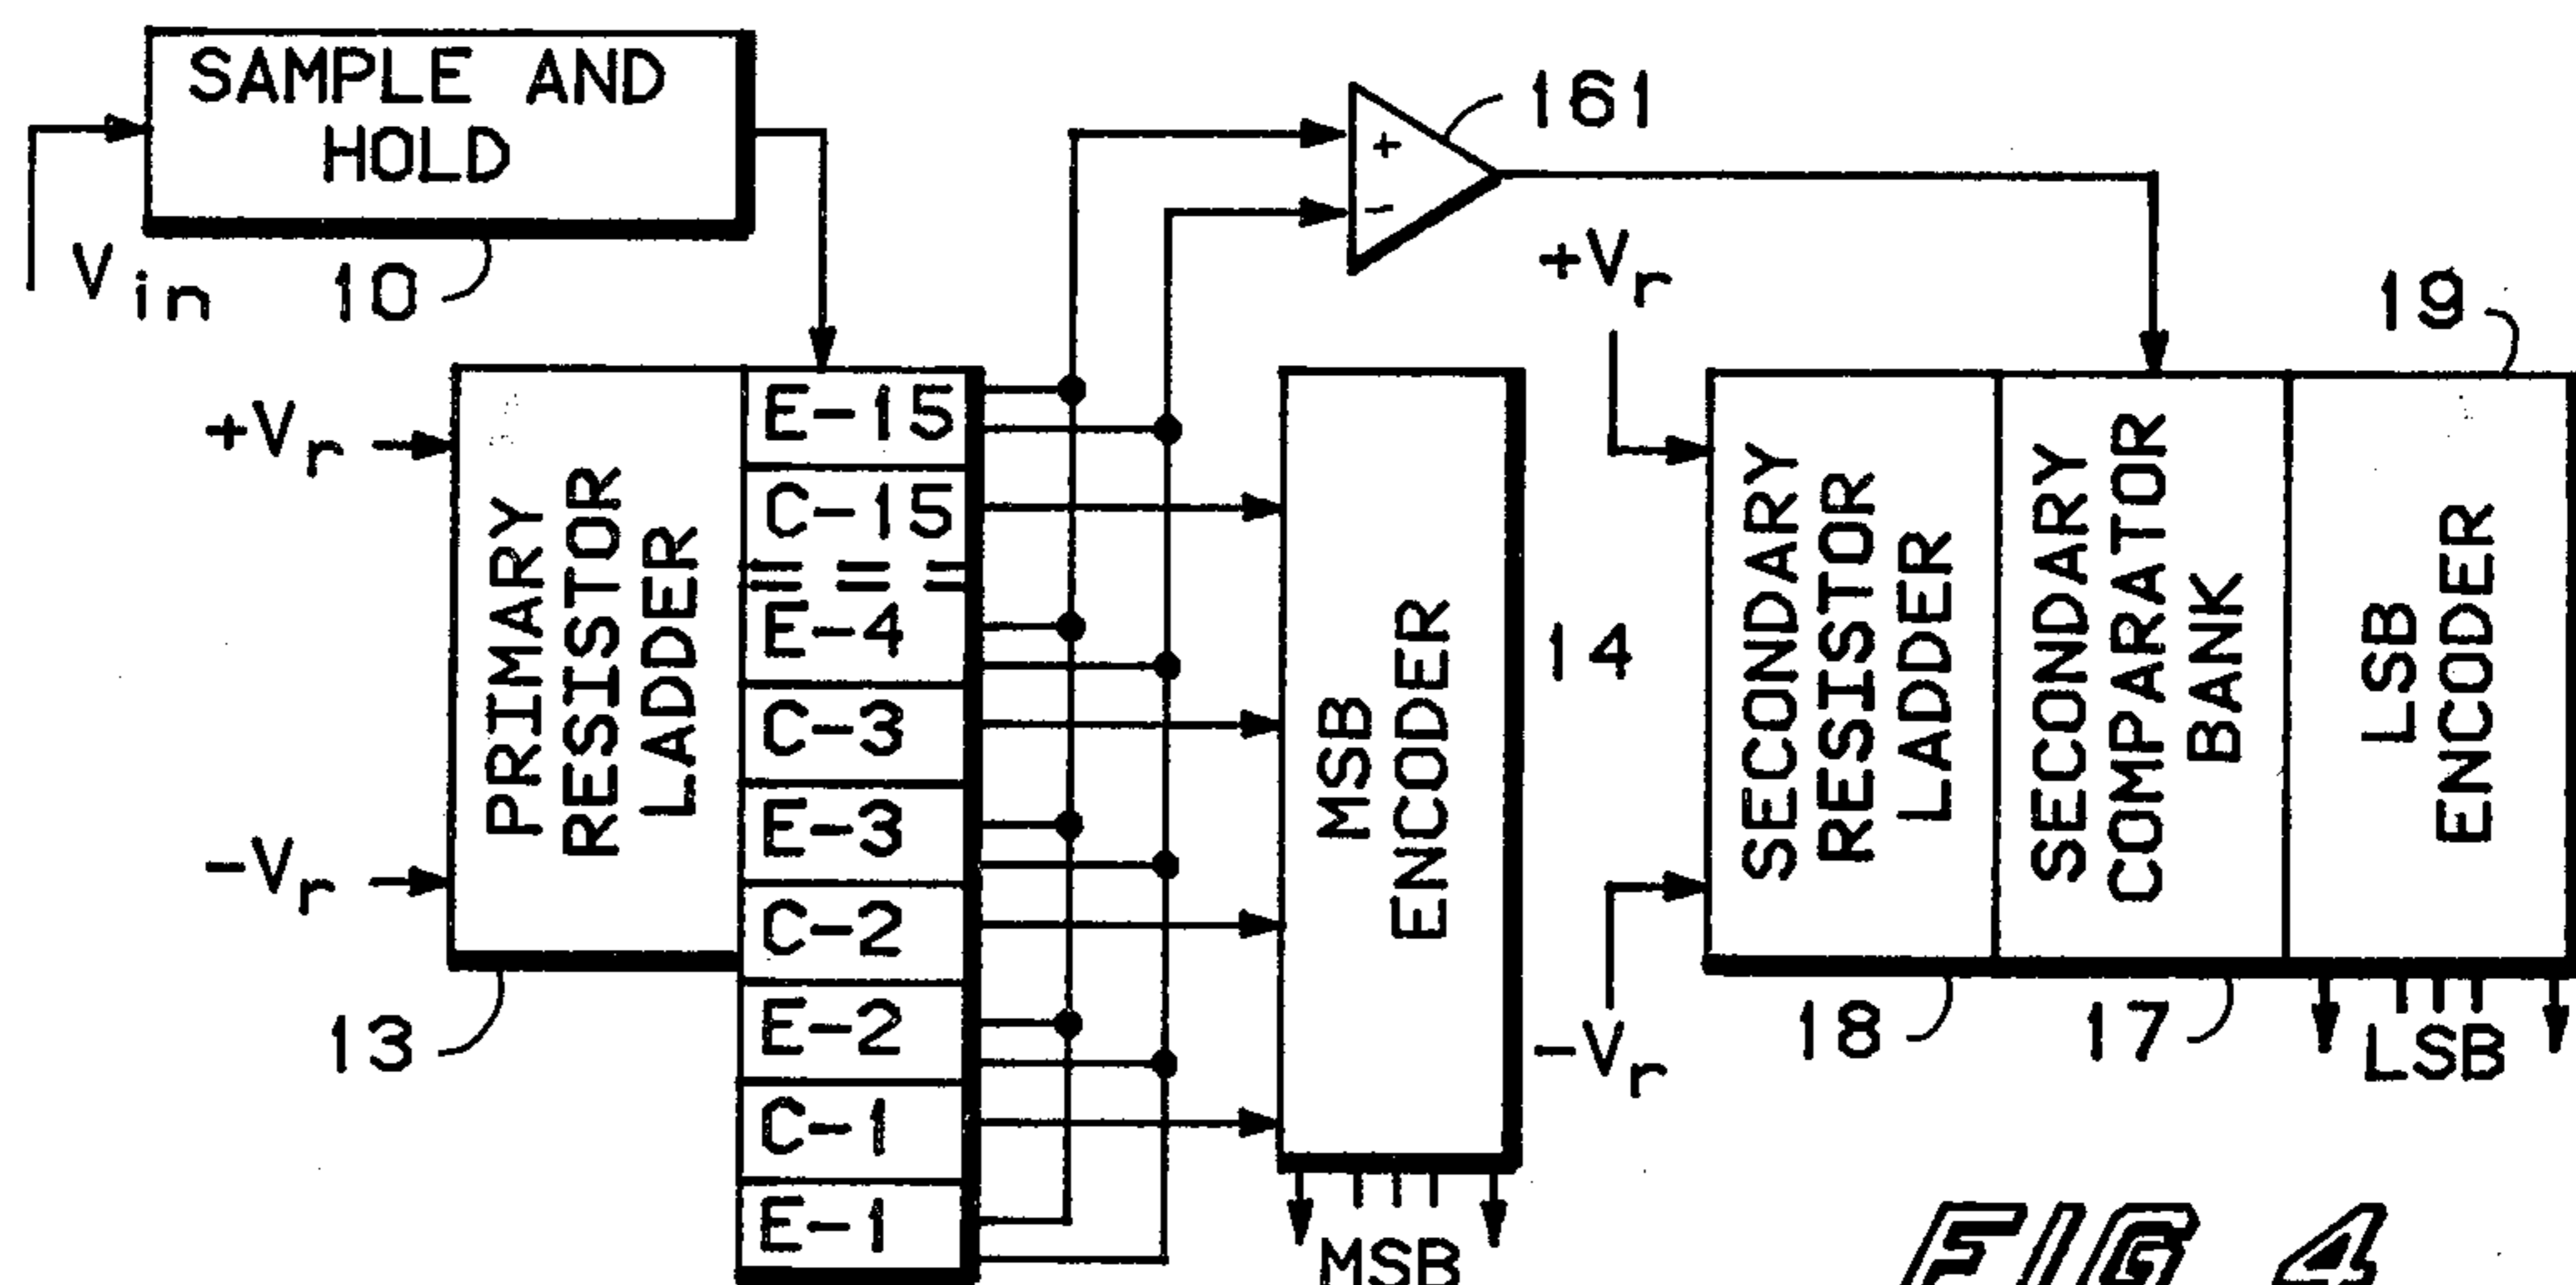 SAMPLE AND
HOLD
V in
10
161
+
-
+Vr
19
+Vr
-Vr
PRIMARY
RESISTOR
LADDER
13
E-15
C-15
E-4
C-3
E-3
C-2
E-2
C-1
E-1
MSB
ENCODER
14
MSB
SECONDARY
RESISTOR
LADDER
SECONDARY
COMPARATOR
BANK
LSB
ENCODER
-Vr
18
17
LSB
FIG 4